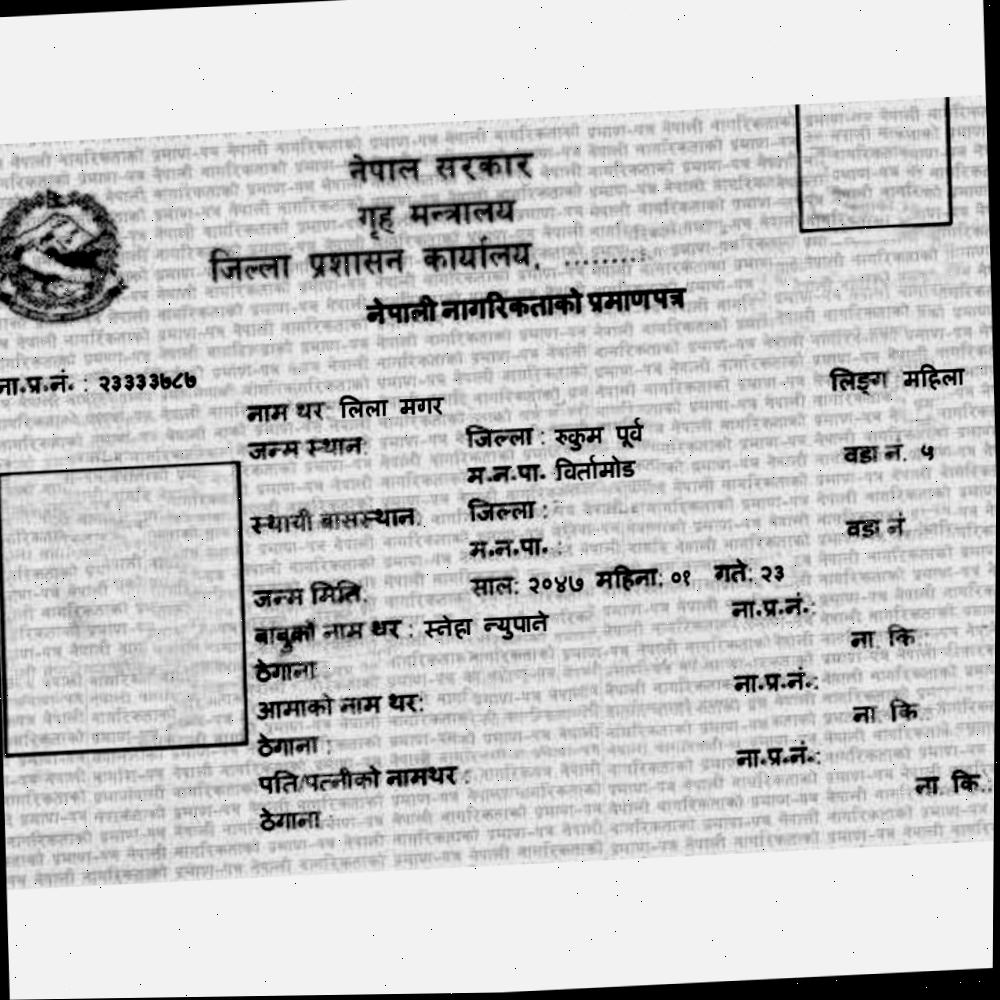 नेपाल सरकार
गृह मन्त्रालय
जिल्ला प्रशासन कार्यालय, .........
नेपाली नागरिकताको प्रमाणपत्र
ना.प्र.नं. : २३३३३७८७ लिङ्ग महिला
नाम थर लिला मगर
जन्म स्थान: जिल्ला : रुकुम पूर्व
म.न.पा. विर्तामोड वडा नं. ५
स्थायी बासस्थान: जिल्ला :
म.न.पा. : वडा नं
जन्म मिति: साल: २०४७ महिना: ०१ गते: २३
बाबुको नाम थर : स्नेहा न्युपाने ना.प्र.नं.:
ठेगाना : ना कि :
आमाको नाम थर: ना.प्र.नं.:
ठेगाना : ना कि :
पति/पत्नीको नामथर : ना.प्र.नं.:
ठेगाना : ना. कि.: